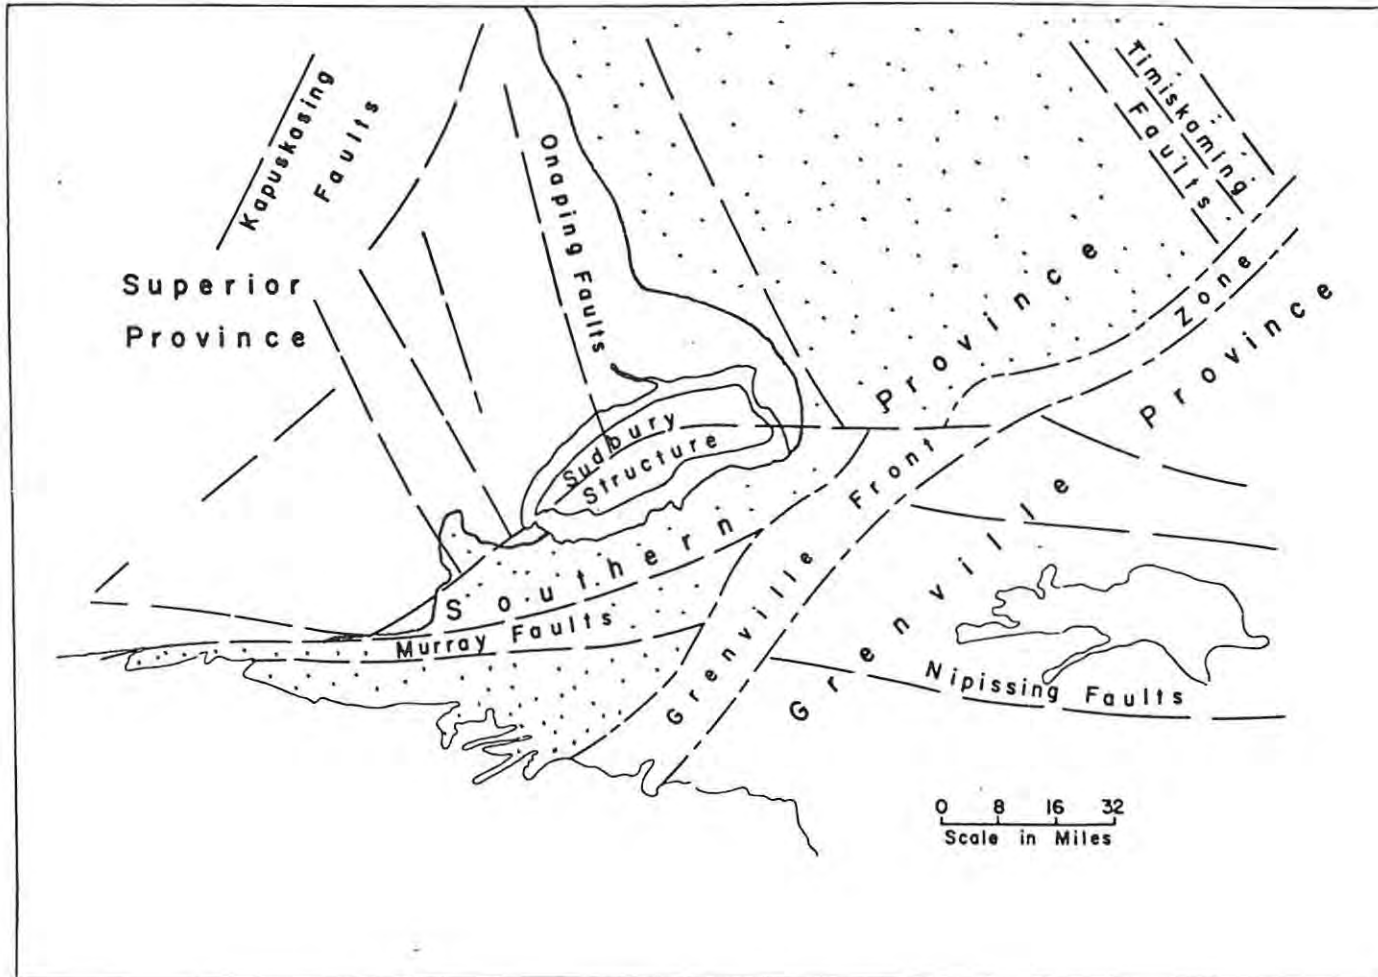 Kapuskasing
Faults
Onaping Faults
Timiskaming
Faults
Superior
Province
Sudbury
Structure
Southern Province
Murray Faults
Grenville Front Zone
Grenville Province
Nipissing Faults
0 8 16 32
Scale in Miles